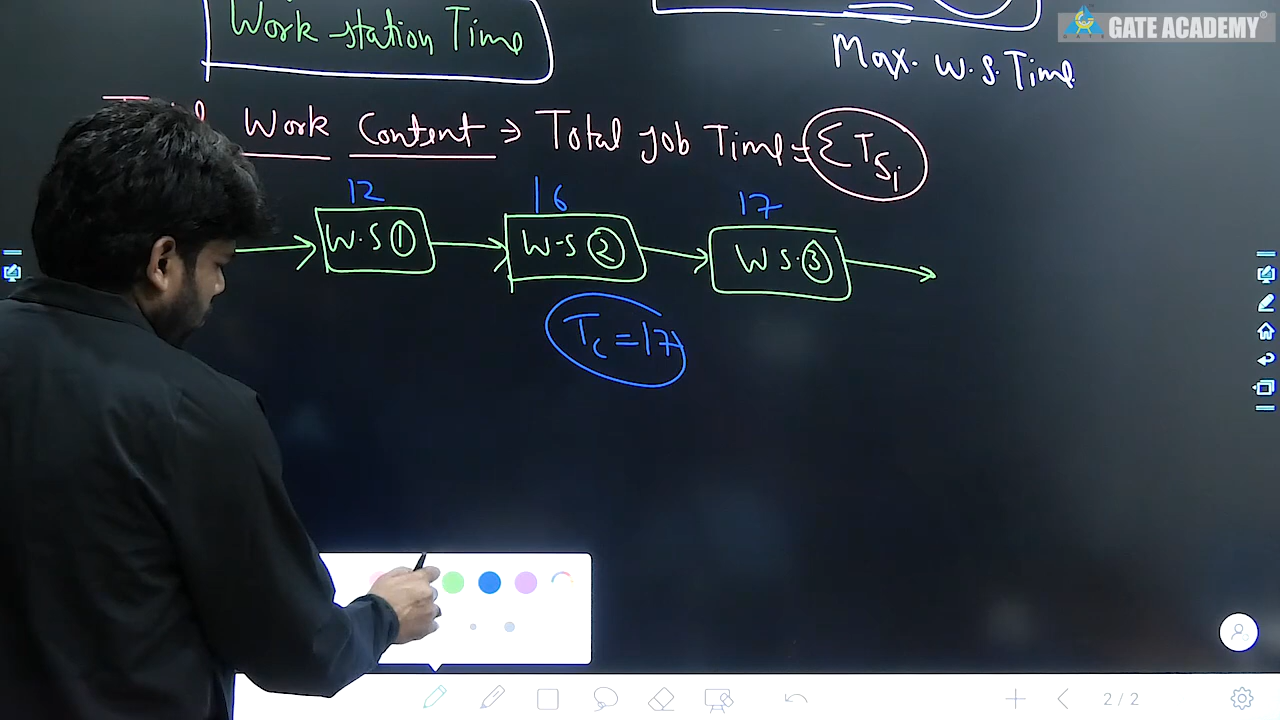 GATE ACADEMY®
Work station Time
Max. W.S. Time
Work Content → Total Job Time = ΣTsi
12 16 17
W.S ① W.S ② W.S. ③
Tc = 17
2/2